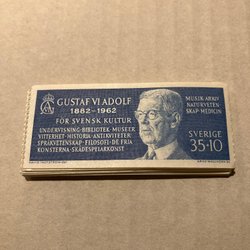 GUSTAF VI ADOLF
1882-1962
FÖR SVENSK KULTUR
UNDERVISNING·BIBLIOTEK·MUSEER
VITTERHET·HISTORIA·ANTIKVITETER
SPRÅKVETENSKAP·FILOSOFI·DE FRIA
KONSTERNA·SKÅDESPELARKONST
MUSIK·ARKIV
NATURVETEN
SKAP·MEDICIN
SVERIGE
35+10